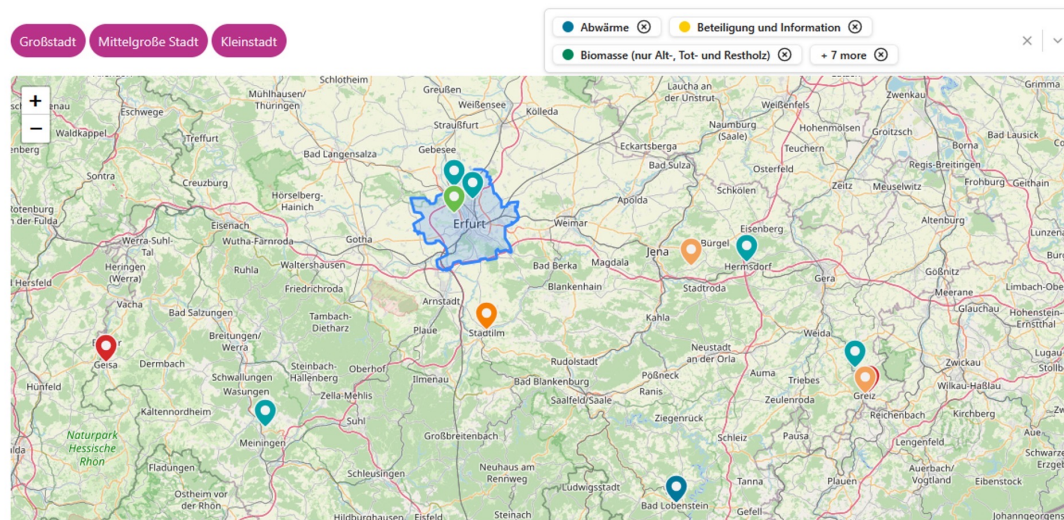 Großstadt Mittelgroße Stadt Kleinstadt
Abwärme
Beteiligung und Information
Biomasse (nur Alt-, Tot- und Restholz)
+ 7 more
+
−
Schlotheim
Greußen
Laucha an
der Unstrut
Grimma
Mühlhausen/
Thüringen
Weißensee
Kölleda
Weißenfels
Zwenkau
Eschwege
Waldkappel
Treffurt
Straußfurt
Naumburg
(Saale)
Hohenmölsen
Groitzsch
Borna
Bad Lausick
Bad Langensalza
Gebesee
Eckartsberga
Teuchern
Regis-Breitingen
Sontra
Creuzburg
Bad Sulza
Osterfeld
Zeitz
Meuselwitz
Frohburg
Geithain
Hörselberg-
Hainich
Apolda
Schkölen
der Fulda
Eisenach
Erfurt
Weimar
Eisenberg
Altenburg
Werra-Suhl-
Tal
Wutha-Farnroda
Gotha
Jena
Bürgel
Heringen
(Werra)
Ruhla
Waltershausen
Bad Berka
Magdala
Hermsdorf
Gera
Gößnitz
Friedrichroda
Blankenhain
Stadtroda
Meerane
Limbach-Obe
Vacha
Arnstadt
Glauchau
Hohenstein-
Ernstthal
Bad Salzungen
Tambach-
Dietharz
Plaue
Stadtilm
Kahla
Weida
Breitungen/
Werra
Geisa
Dermbach
Steinbach-
Hallenberg
Oberhof
Rudolstadt
Neustadt
an der Orla
Zwickau
Lugau
Hünfeld
Schwallungen
Wasungen
Ilmenau
Bad Blankenburg
Pößneck
Auma
Triebes
Wilkau-Haßlau
Zella-Mehlis
Saalfeld/Saale
Ranis
Zeulenroda
Greiz
Reichenbach
Kirchberg
Kaltennordheim
Suhl
Ziegenrück
Meiningen
Großbreitenbach
Schleiz
Pausa
Lengenfeld
Aue
Naturpark
Hessische
Rhön
Fladungen
Schleusingen
Neuhaus am
Rennweg
Tanna
Plauen
Auerbach/
Vogtland
Eibenstock
Ostheim vor
der Rhön
Ludwigsstadt
Bad Lobenstein
Gefell
Hildburghausen
Eisfeld
Steinach
Johanngeorgens